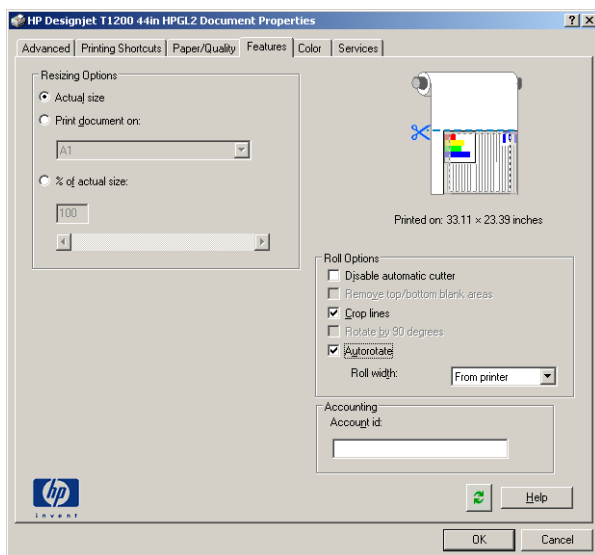 HP Designjet T1200 44in HPGL2 Document Properties
Advanced Printing Shortcuts Paper/Quality Features Color Services
Resizing Options
Actual size
Print document on:
A1
% of actual size:
100
Printed on: 33.11 × 23.39 inches
Roll Options
Disable automatic cutter
Remove top/bottom blank areas
Crop lines
Rotate by 90 degrees
Autorotate
Roll width: From printer
Accounting
Account id:
hp
invent
Help
OK Cancel